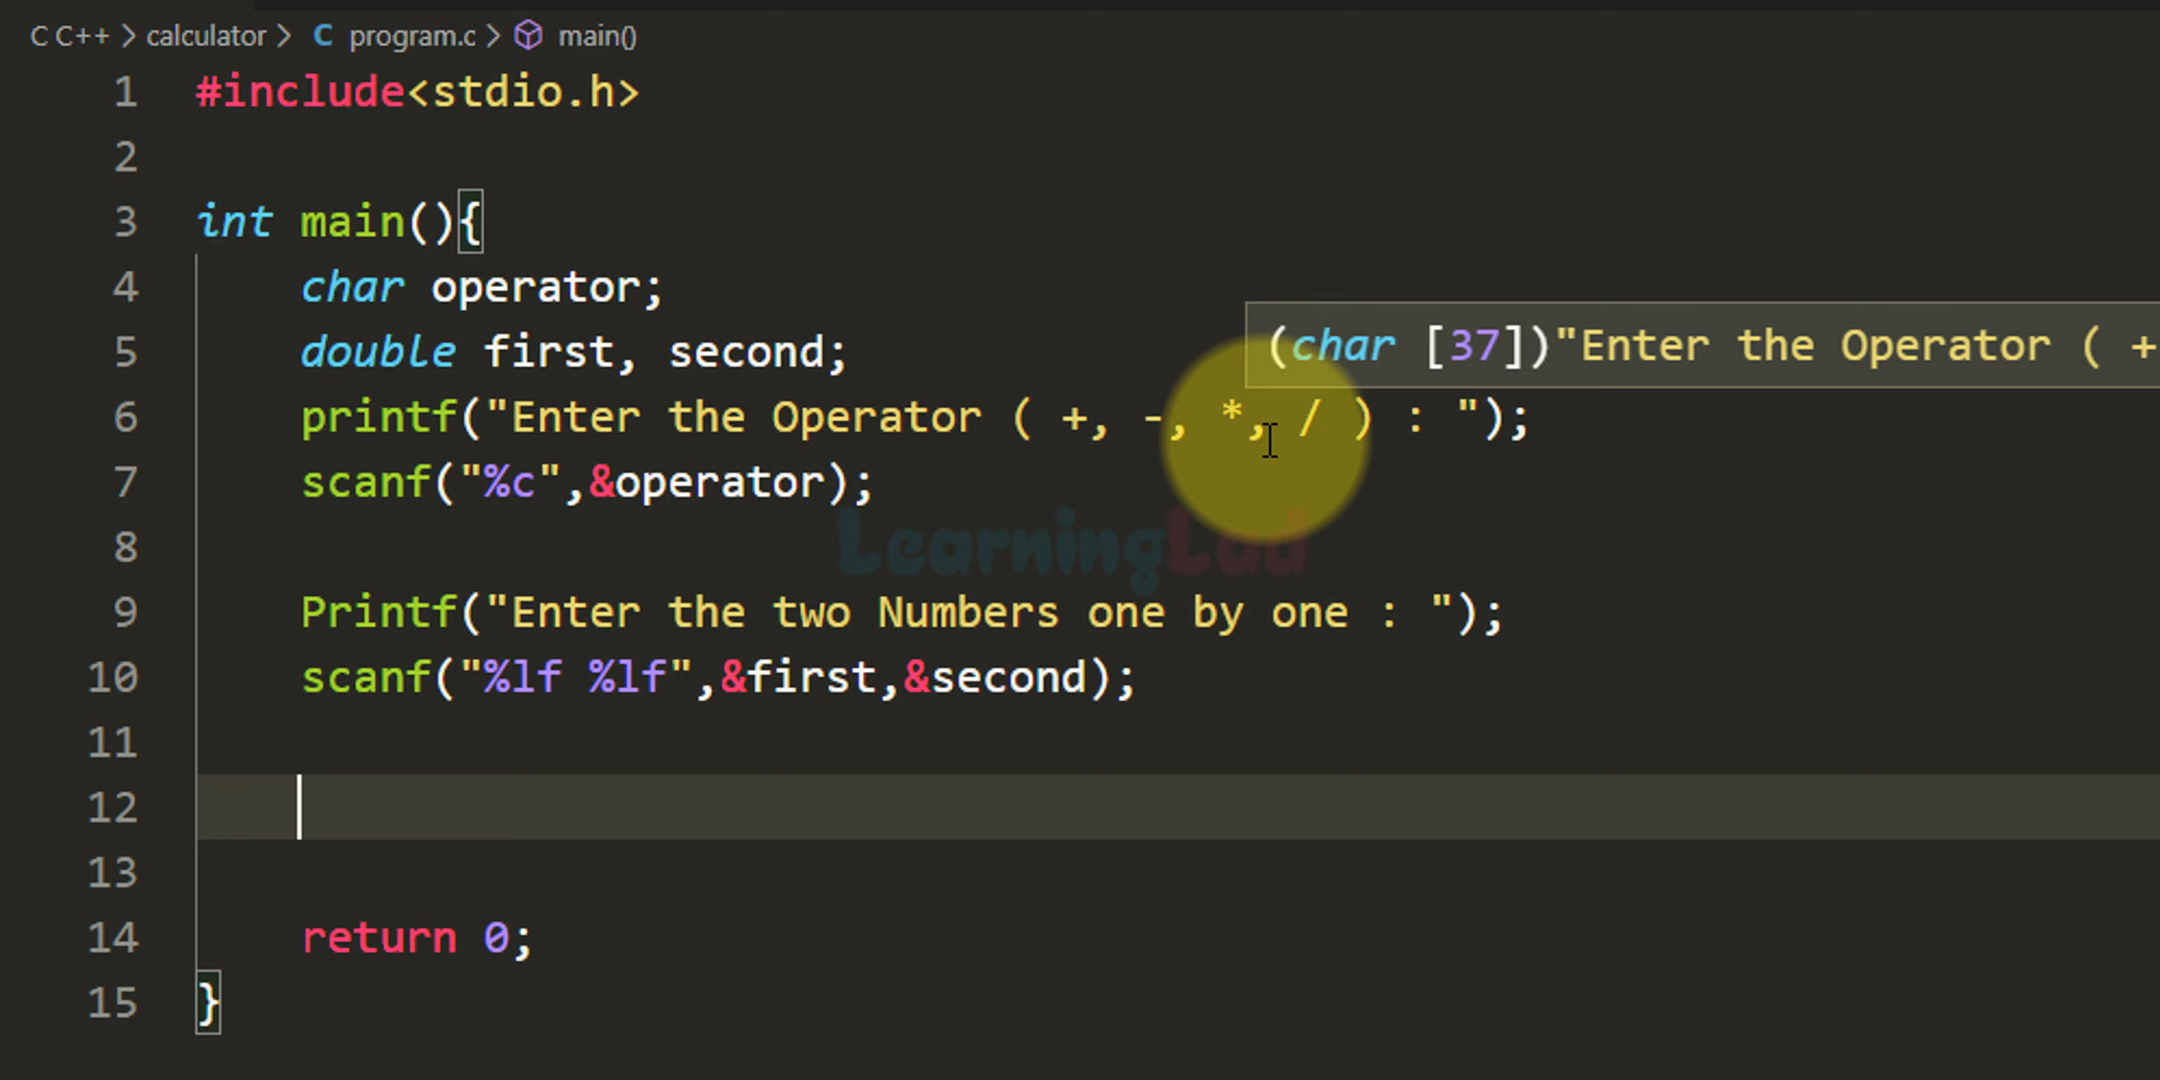 C C++ > calculator > C program.c > main()
1 #include<stdio.h>
2
3 int main(){
4 char operator;
5 double first, second;
(char [37])"Enter the Operator ( +
6 printf("Enter the Operator ( +, -, *, / ) : ");
7 scanf("%c",&operator);
8
LearningLad
9 Printf("Enter the two Numbers one by one : ");
10 scanf("%lf %lf",&first,&second);
11
12
13
14 return 0;
15 }